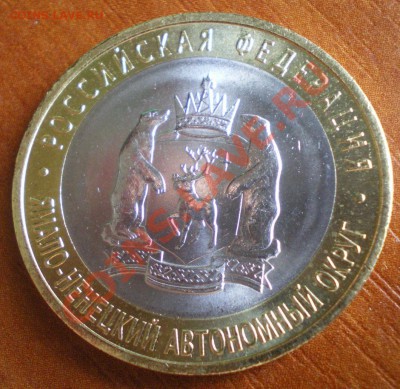 РОССИЙСКАЯ ФЕДЕРАЦИЯ
ЯМАЛО-НЕНЕЦКИЙ АВТОНОМНЫЙ ОКРУГ